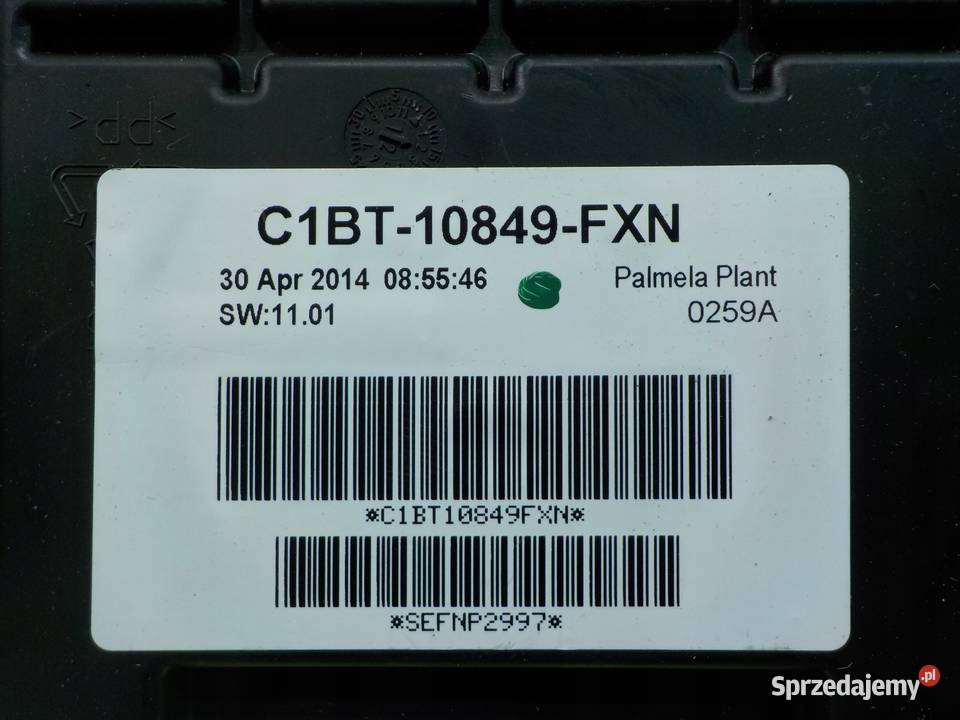 >PP<
C1BT-10849-FXN
30 Apr 2014 08:55:46
Palmela Plant
SW:11.01
0259A
*C1BT10849FXN*
*SEFNP2997*
Sprzedajemy.pl